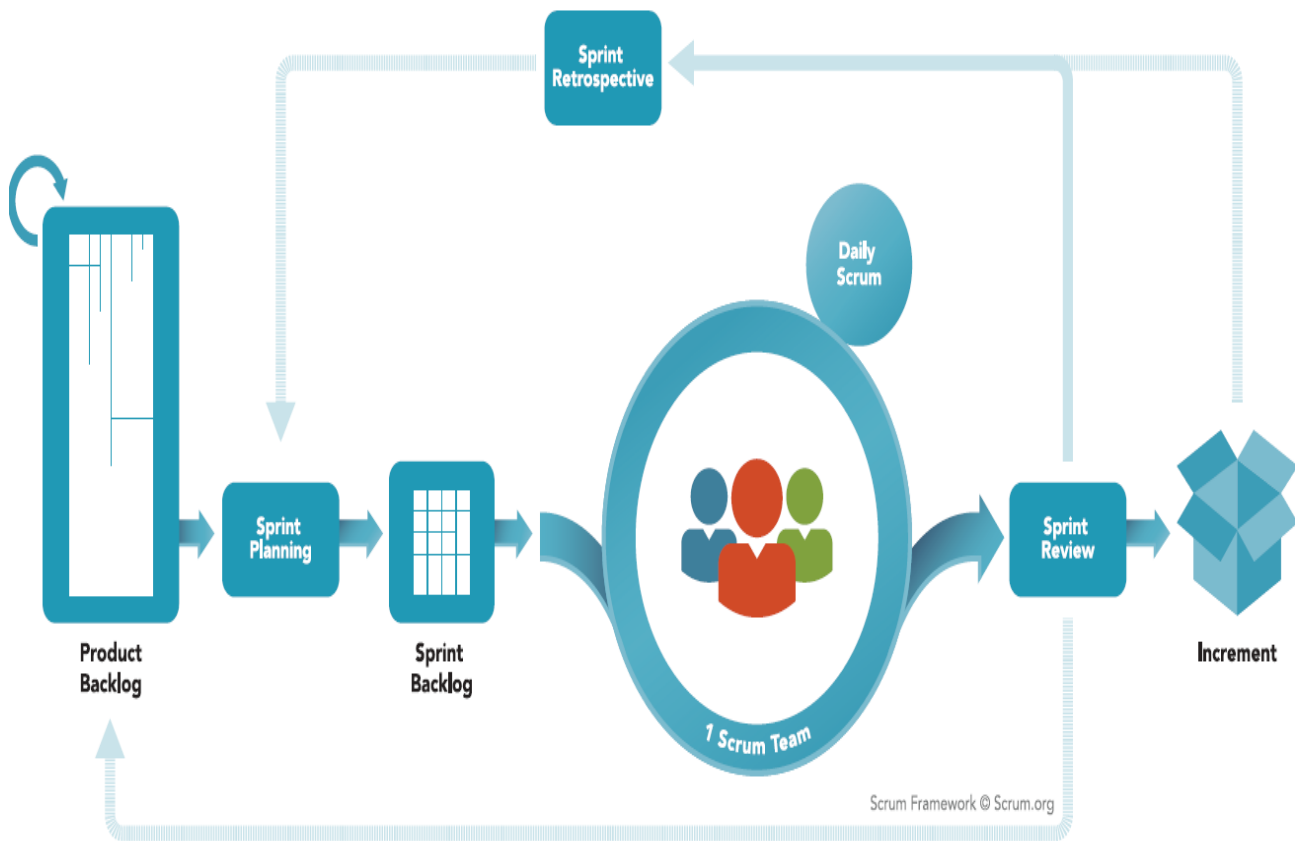 Sprint
Retrospective
Daily
Scrum
Sprint
Planning
Sprint
Review
Product
Backlog
Sprint
Backlog
1 Scrum Team
Increment
Scrum Framework © Scrum.org